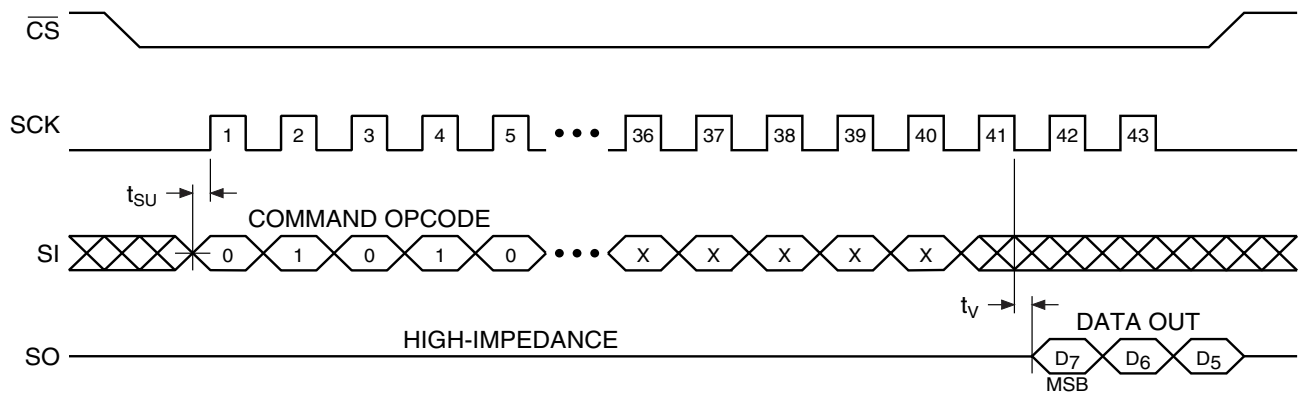 CS
SCK 1 2 3 4 5 ••• 36 37 38 39 40 41 42 43
tSU
COMMAND OPCODE
SI 0 1 0 1 0 ••• X X X X X
tV
HIGH-IMPEDANCE
DATA OUT
SO D7 D6 D5
MSB